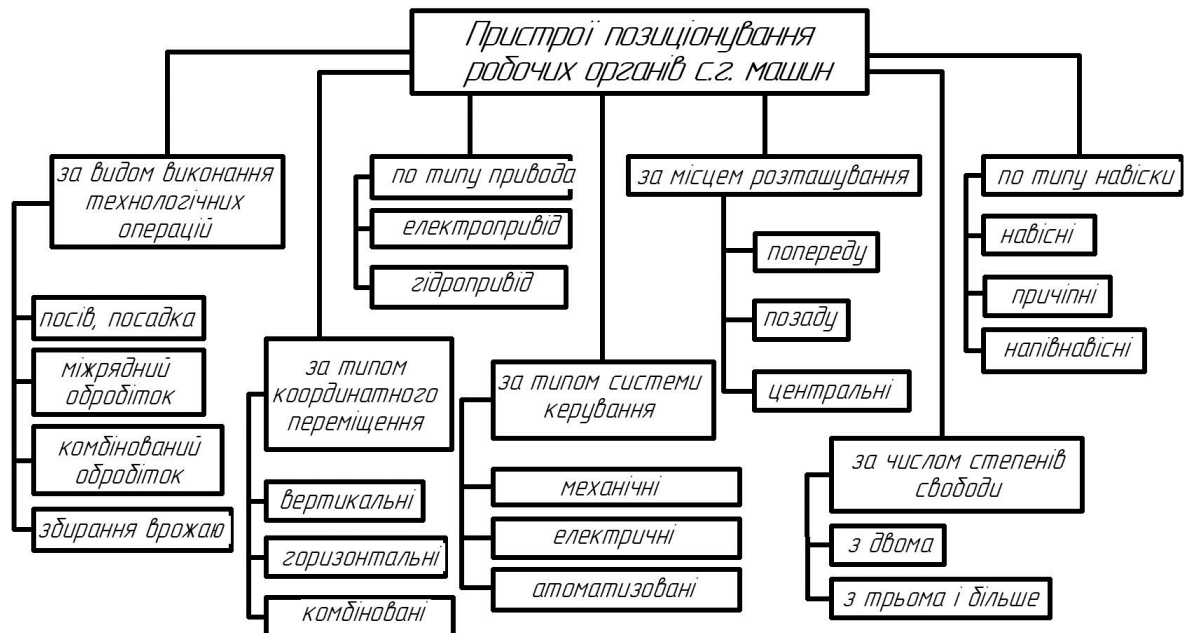 Пристрої позиціонування
робочих органів с.г. машин
за видом виконання
технологічних
операцій
посів, посадка
міжрядний
обробіток
комбінований
обробіток
збирання врожаю
за типом
координатного
переміщення
вертикальні
горизонтальні
комбіновані
по типу привода
електропривід
гідропривід
за типом системи
керування
механічні
електричні
атоматизовані
за місцем розташування
попереду
позаду
центральні
за числом степенів
свободи
з двома
з трьома і більше
по типу навіски
навісні
причіпні
напівнавісні